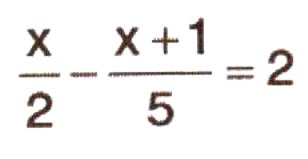 x/2 - (x+1)/5 = 2